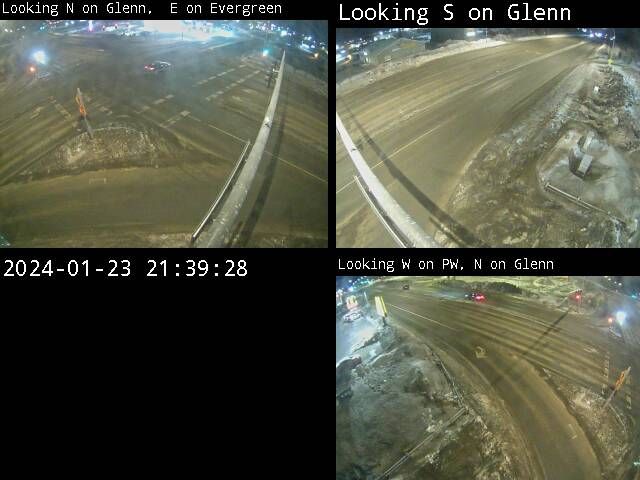 Looking N on Glenn,  E on Evergreen
Looking S on Glenn
2024-01-23 21:39:28
Looking W on PW, N on Glenn